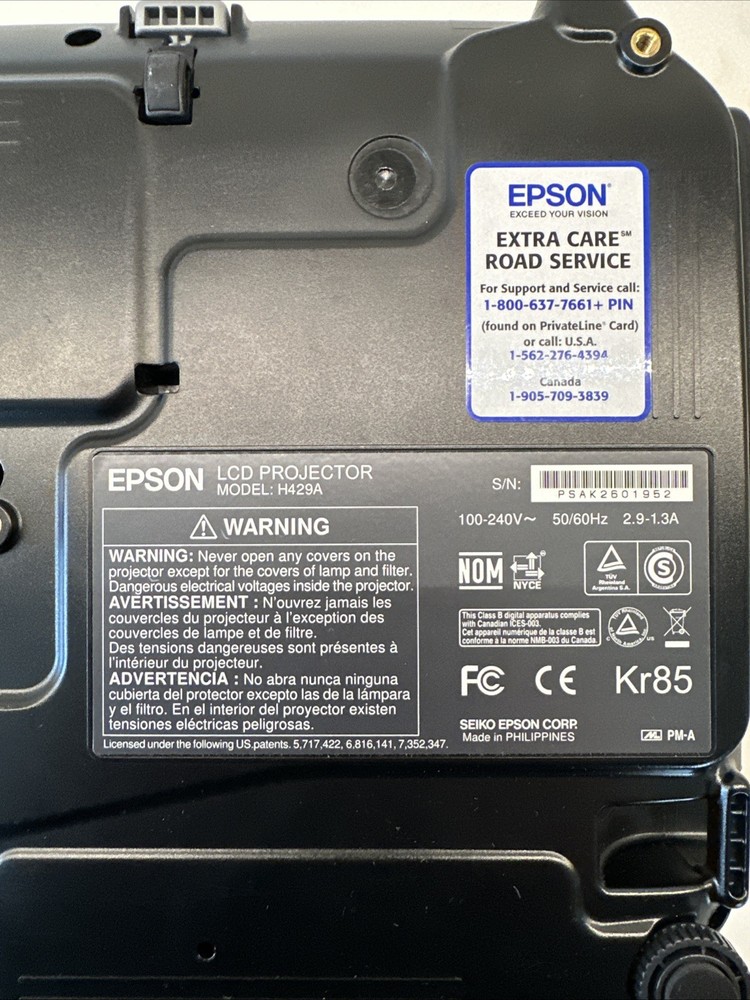 EPSON®
EXCEED YOUR VISION
EXTRA CARE℠
ROAD SERVICE
For Support and Service call:
1-800-637-7661+ PIN
(found on PrivateLine® Card)
or call: U.S.A.
1-562-276-4394
Canada
1-905-709-3839
EPSON LCD PROJECTOR
MODEL: H429A
S/N:
PSAK2601952
100-240V~ 50/60Hz 2.9-1.3A
WARNING
WARNING: Never open any covers on the
projector except for the covers of lamp and filter.
Dangerous electrical voltages inside the projector.
AVERTISSEMENT : N'ouvrez jamais les
couvercles du projecteur à l'exception des
couvercles de lampe et de filtre.
Des tensions dangereuses sont présentes à
l'intérieur du projecteur.
ADVERTENCIA : No abra nunca ninguna
cubierta del protector excepto las de la lámpara
y el filtro. En el interior del proyector existen
tensiones eléctricas peligrosas.
Licensed under the following US.patents. 5,717,422, 6,816,141, 7,352,347.
NOM NYCE
TÜV
Rheinland
Argentina S.A.
S
This Class B digital apparatus complies
with Canadian ICES-003.
Cet appareil numérique de la classe B est
conforme à la norme NMB-003 du Canada.
TÜV Rheinland
C US
FC CE Kr85
SEIKO EPSON CORP.
Made in PHILIPPINES
PM-A